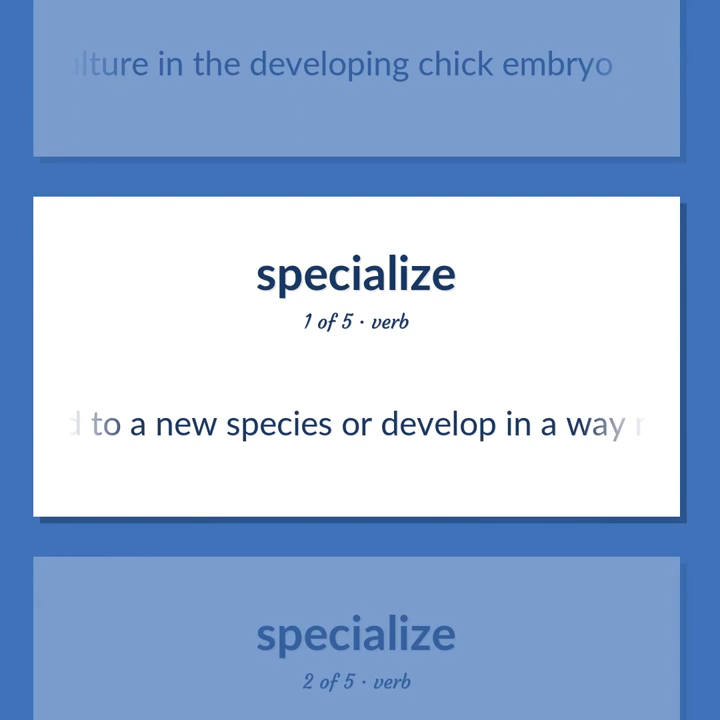 in the developing chick embryo
specialize
1 of 5 · verb
to a new species or develop in a way
specialize
2 of 5 · verb